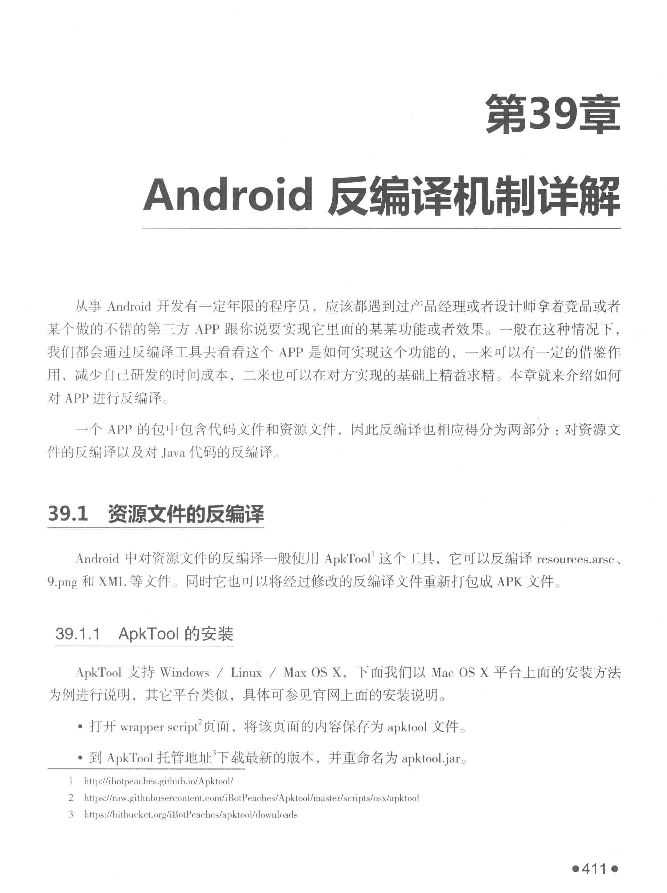 第39章
Android 反编译机制详解
从事 Android 开发有一定年限的程序员，应该都遇到过产品经理或者设计师拿着竞品或者
某个做的不错的第三方 APP 跟你说要实现它里面的某某功能或者效果。一般在这种情况下，
我们都会通过反编译工具去看看这个 APP 是如何实现这个功能的，一来可以有一定的借鉴作
用，减少自己研发的时间成本，二来也可以在对方实现的基础上精益求精。本章就来介绍如何
对 APP 进行反编译。
一个 APP 的包中包含代码文件和资源文件，因此反编译也相应得分为两部分：对资源文
件的反编译以及对 Java 代码的反编译。
39.1 资源文件的反编译
Android 中对资源文件的反编译一般使用 ApkTool1 这个工具，它可以反编译 resources.arsc、
9.png 和 XML 等文件。同时它也可以将经过修改的反编译文件重新打包成 APK 文件。
39.1.1 ApkTool 的安装
ApkTool 支持 Windows / Linux / Max OS X，下面我们以 Mac OS X 平台上面的安装方法
为例进行说明，其它平台类似，具体可参见官网上面的安装说明。
• 打开 wrapper script2页面，将该页面的内容保存为 apktool 文件。
• 到 ApkTool 托管地址3下载最新的版本，并重命名为 apktool.jar。
1 http://ibotpeaches.github.io/Apktool/
2 https://raw.githubusercontent.com/iBotPeaches/Apktool/master/scripts/osx/apktool
3 https://bitbucket.org/iBotPeaches/apktool/downloads
●411●